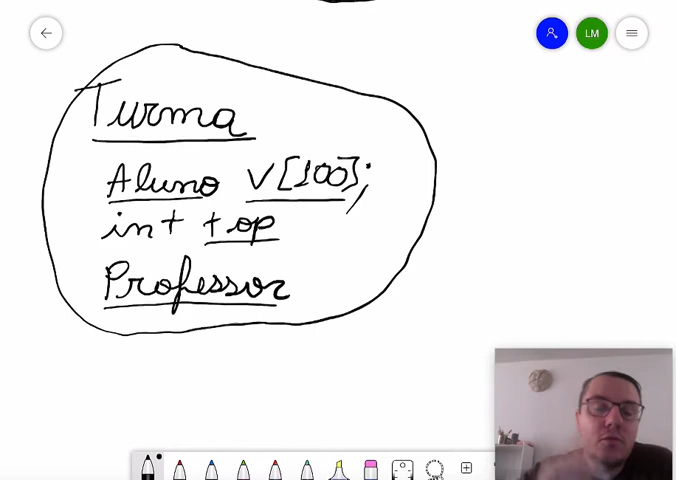 LM
Turma
Aluno V[100];
int top
Professor